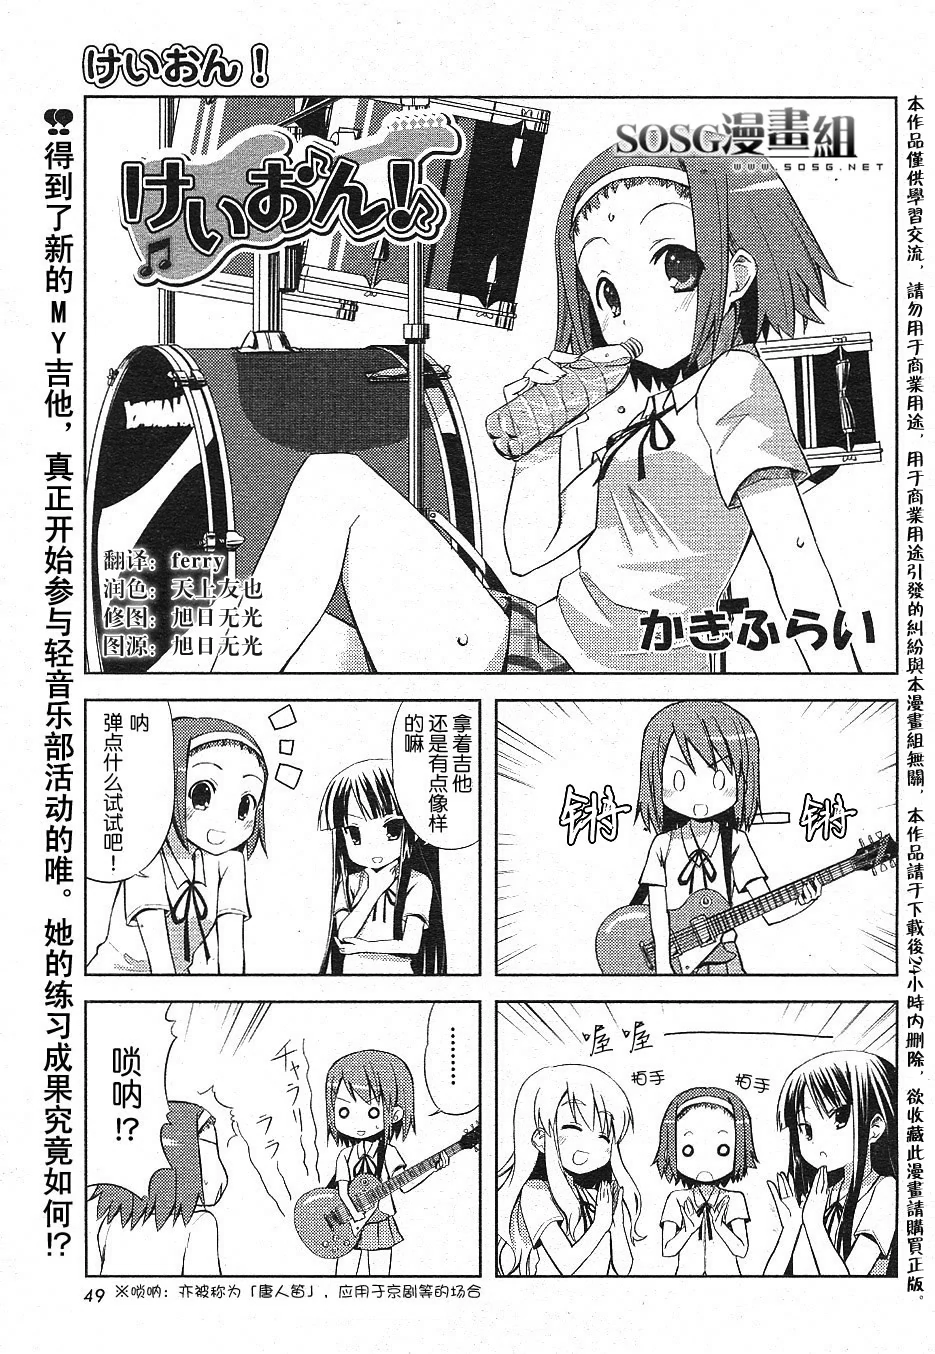 けいおん!
‼得到了新的MY吉他，真正开始参与轻音乐部活动的唯。她的练习成果究竟如何!?
けいおん!
SOSG漫畫組
WWW.SOSG.NET
翻译：ferry
润色：天上友也
修图：旭日无光
图源：旭日无光
かきふらい
锵
锵
拿着吉他
还是有点像样
的嘛
呐
弹点什么试试吧!
喔喔
拍手
拍手
………
チャラリラ
ラ
唢呐!?
49
※唢呐：亦被称为「唐人笛」，应用于京剧等的场合
本作品僅供學習交流，請勿用于商業用途，用于商業用途引發的糾紛與本漫畫組無關，本作品請于下載後24小時内删除，欲收藏此漫畫請購買正版。